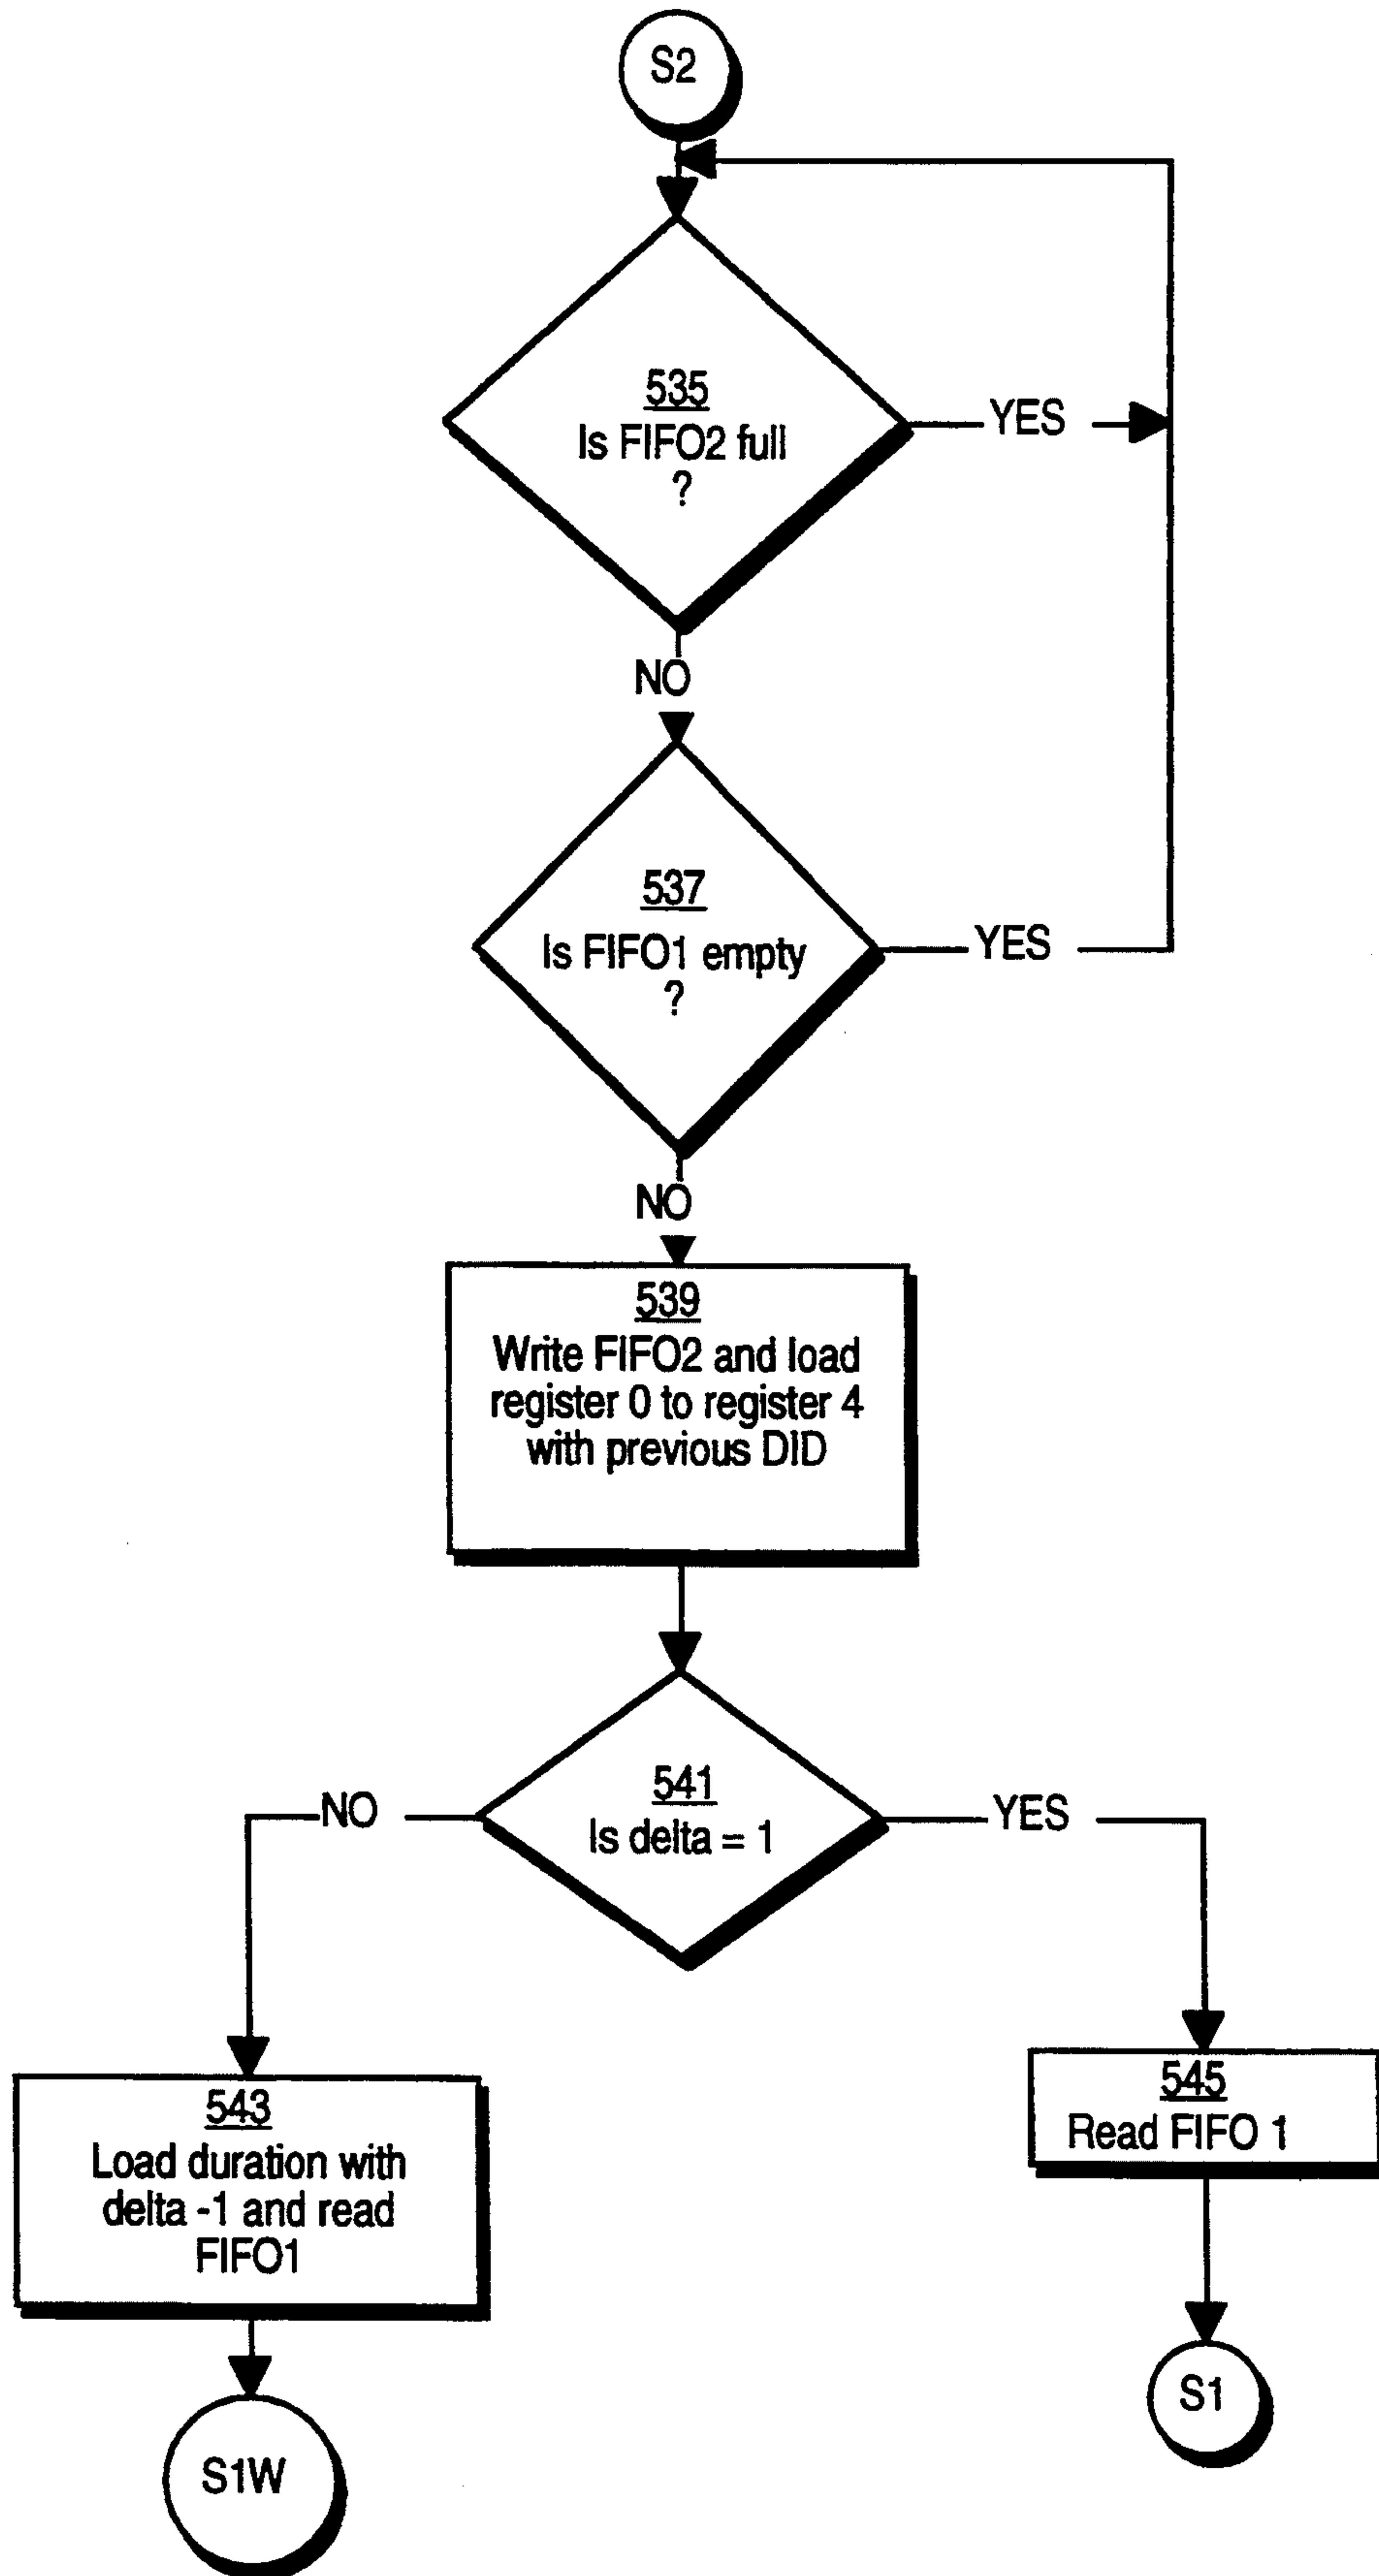 S2
535
Is FIFO2 full
?
YES
NO
537
Is FIFO1 empty
?
YES
NO
539
Write FIFO2 and load
register 0 to register 4
with previous DID
541
Is delta = 1
NO
YES
543
Load duration with
delta -1 and read
FIFO1
545
Read FIFO 1
S1W
S1